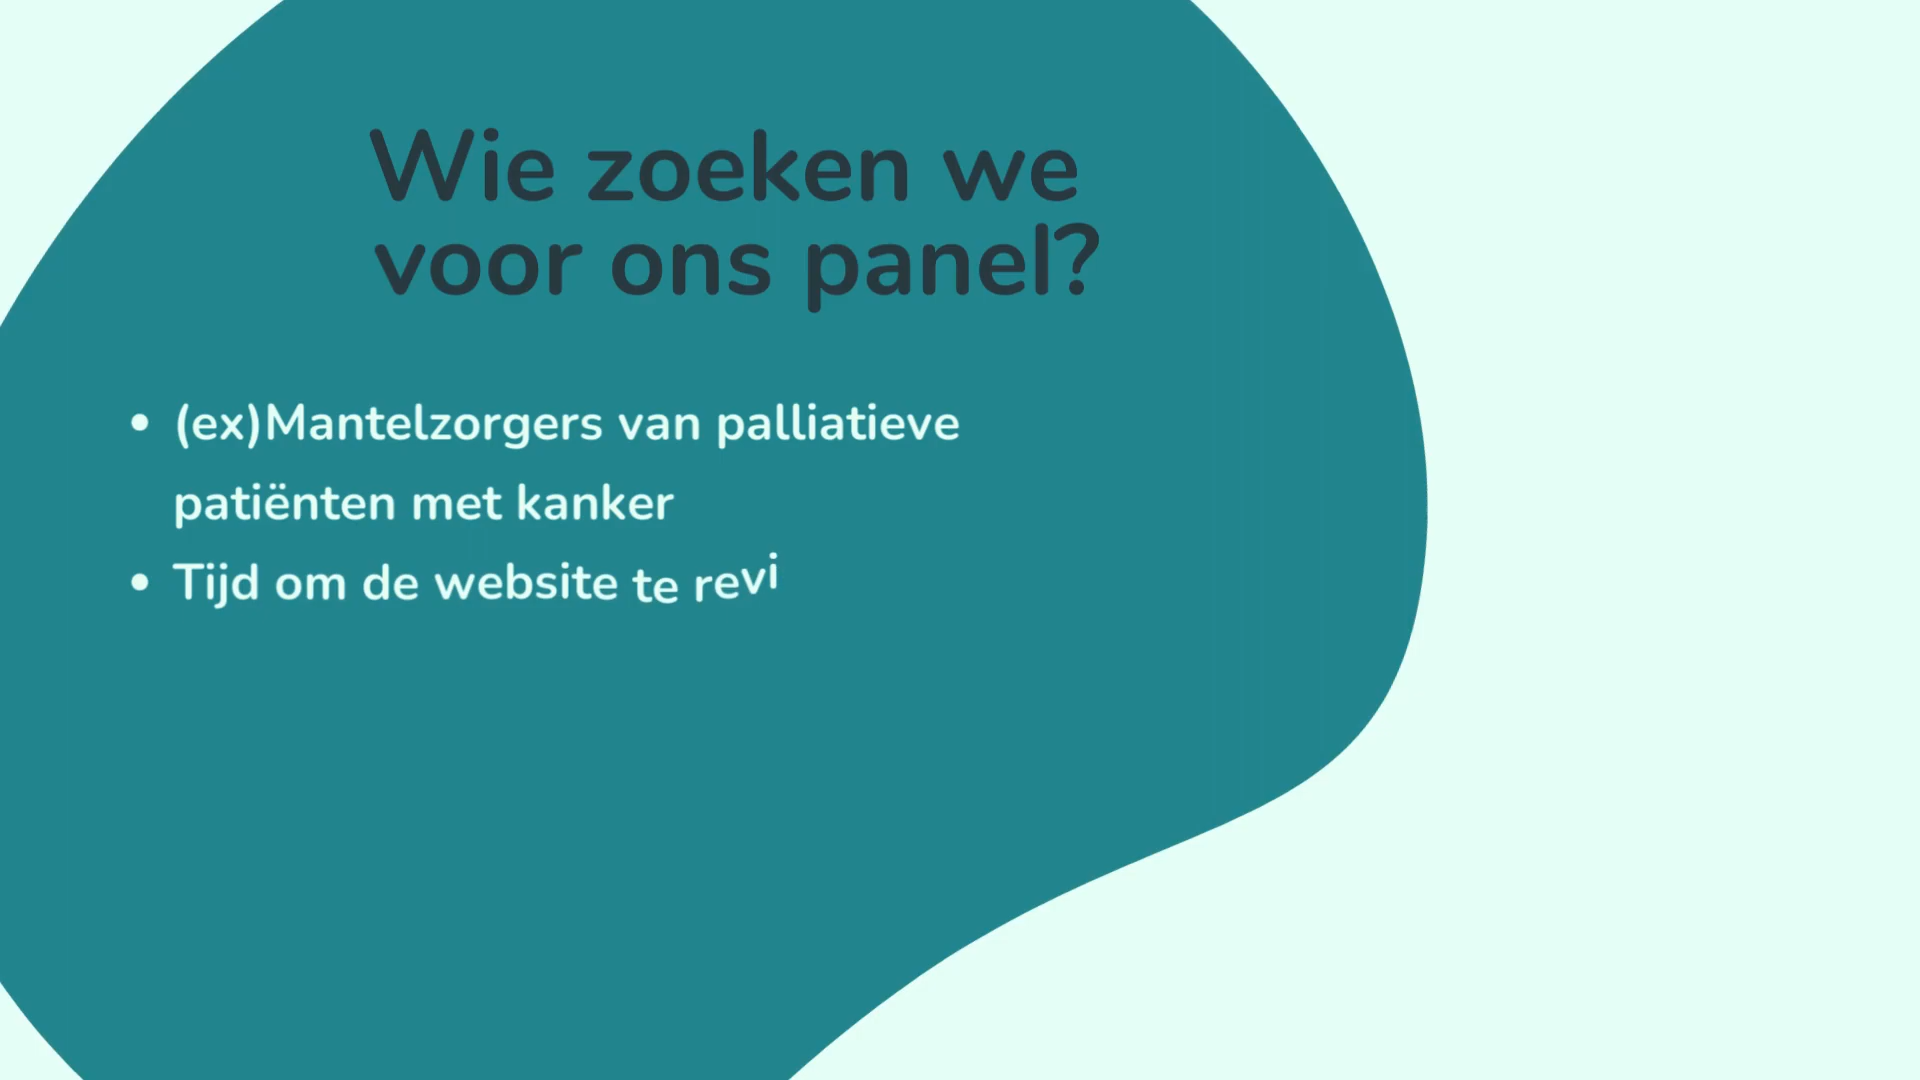 Wie zoeken we
voor ons panel?
• (ex)Mantelzorgers van palliatieve
patiënten met kanker
• Tijd om de website te revi